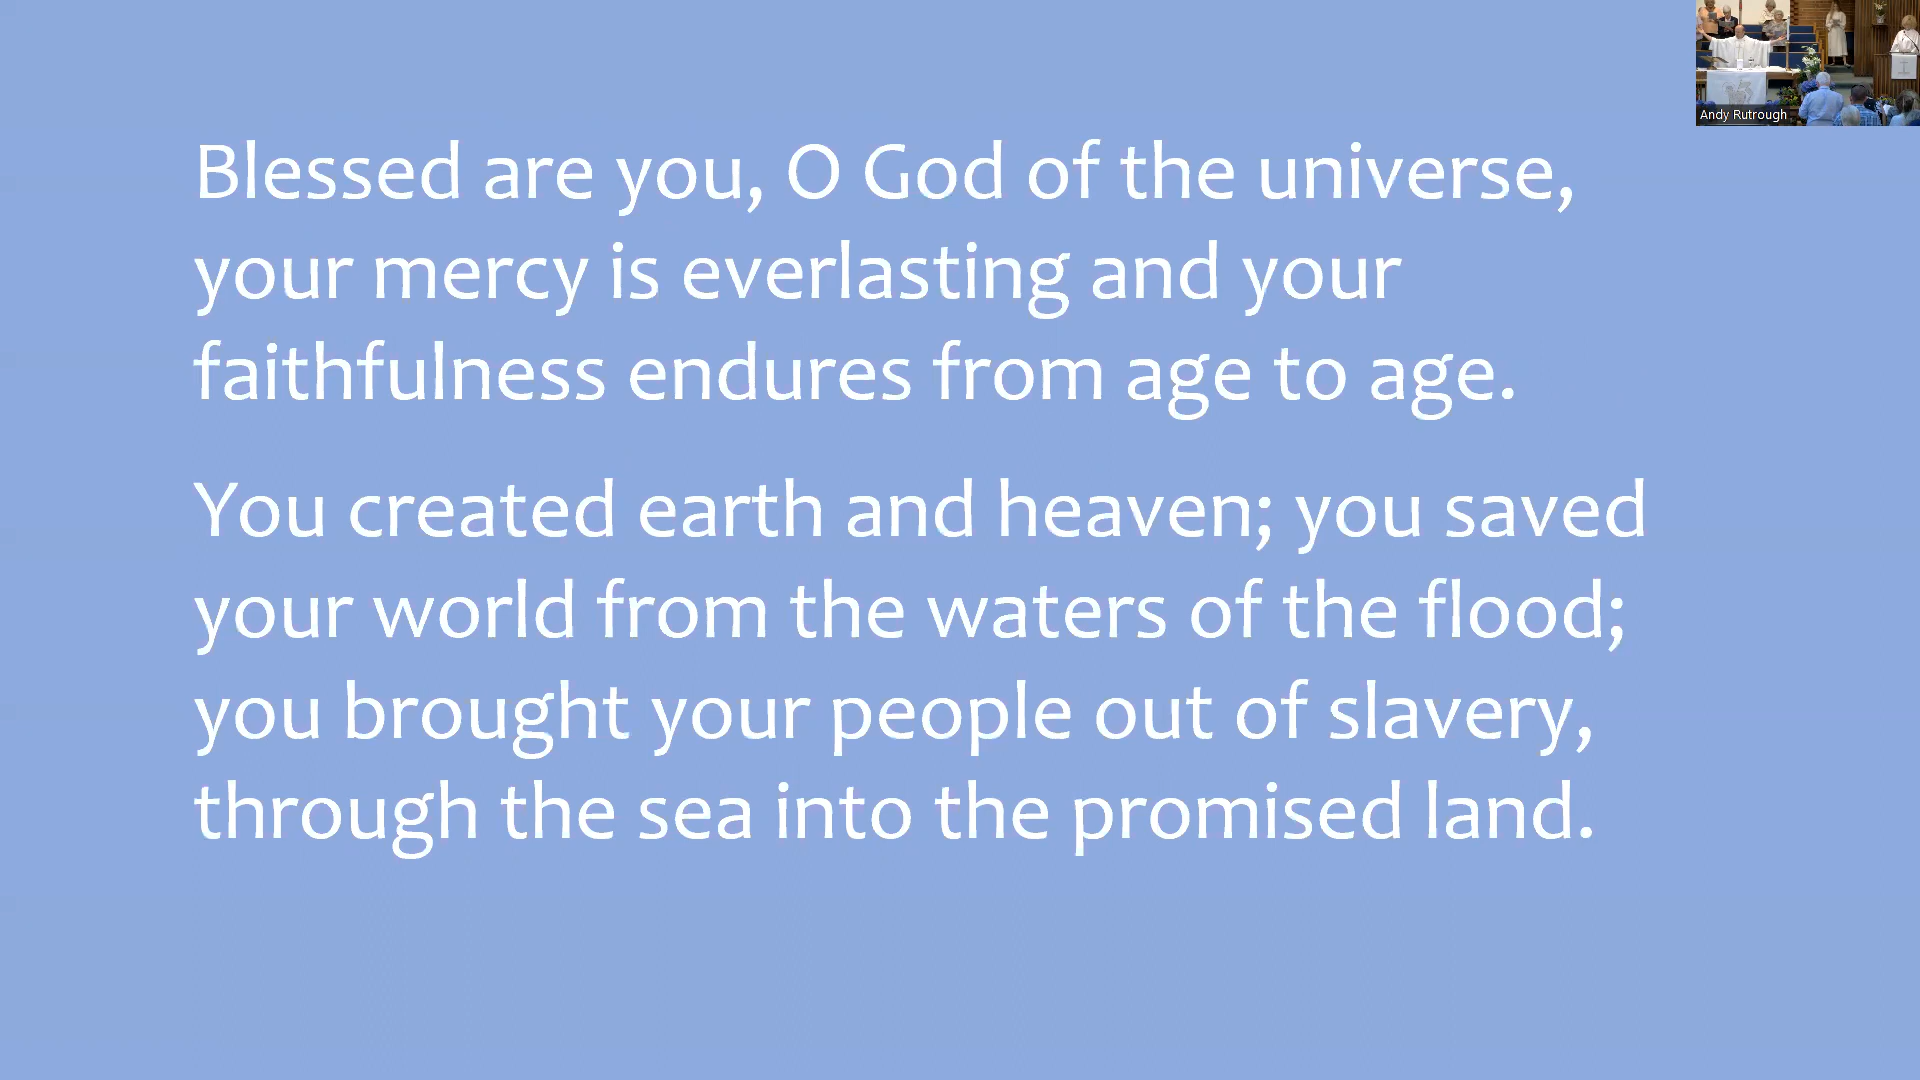 Andy Rutrough
Blessed are you, O God of the universe,
your mercy is everlasting and your
faithfulness endures from age to age.
You created earth and heaven; you saved
your world from the waters of the flood;
you brought your people out of slavery,
through the sea into the promised land.